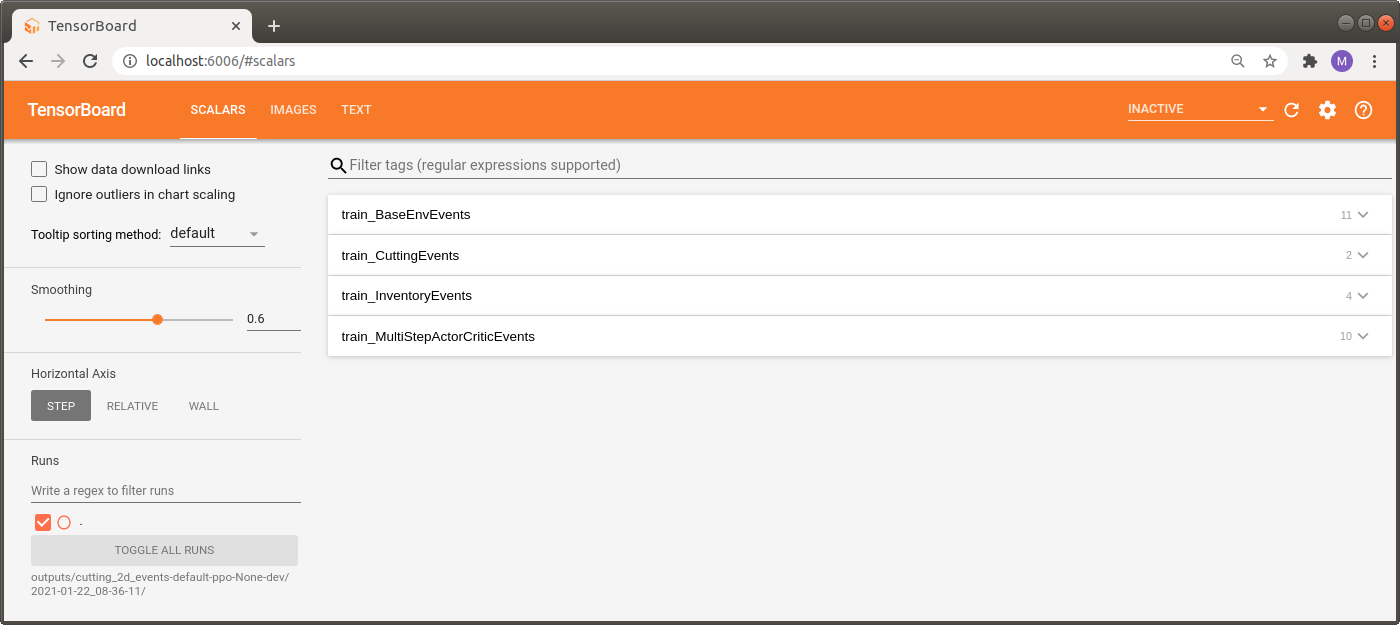 TensorBoard
localhost:6006/#scalars
M
TensorBoard
SCALARS
IMAGES
TEXT
INACTIVE
Show data download links
Ignore outliers in chart scaling
Tooltip sorting method: default
Smoothing
0.6
Horizontal Axis
STEP
RELATIVE
WALL
Runs
Write a regex to filter runs
.
TOGGLE ALL RUNS
outputs/cutting_2d_events-default-ppo-None-dev/
2021-01-22_08-36-11/
Filter tags (regular expressions supported)
train_BaseEnvEvents 11
train_CuttingEvents 2
train_InventoryEvents 4
train_MultiStepActorCriticEvents 10